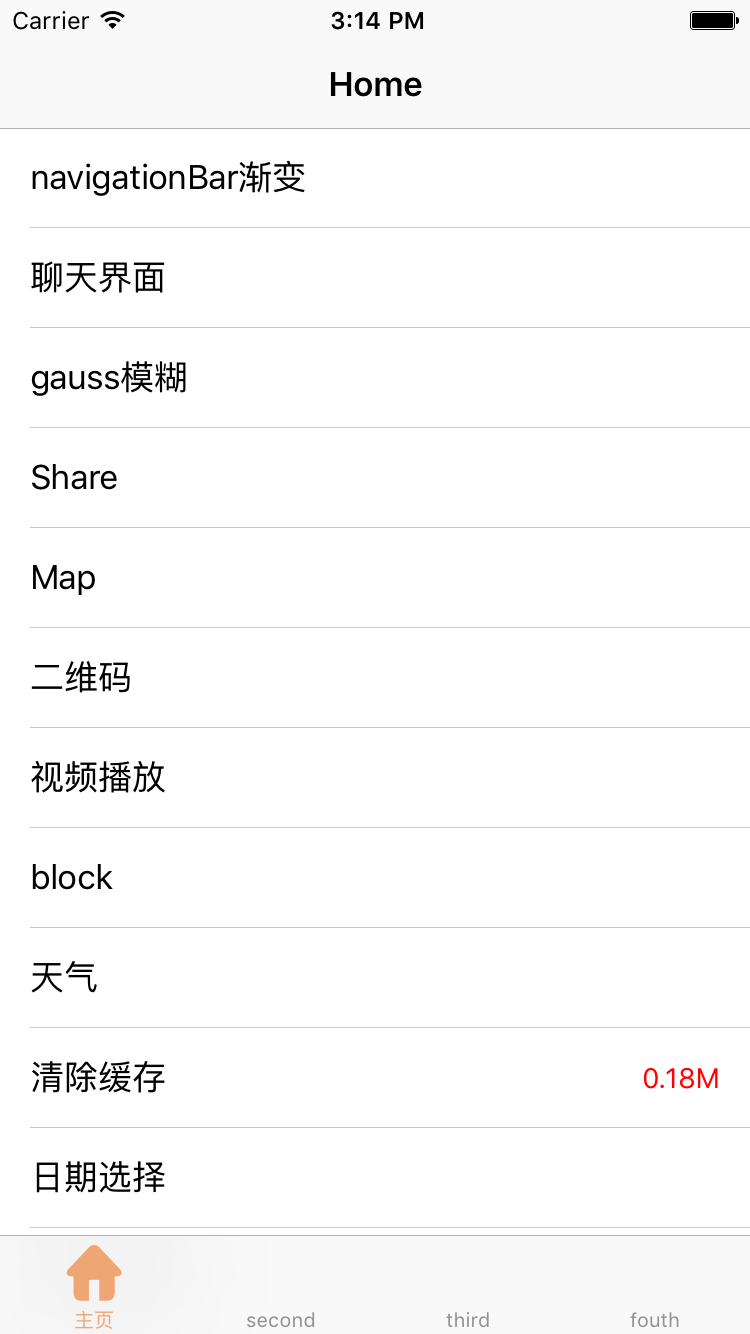 Carrier 3:14 PM
Home
navigationBar渐变
聊天界面
gauss模糊
Share
Map
二维码
视频播放
block
天气
清除缓存 0.18M
日期选择
主页 second third fouth